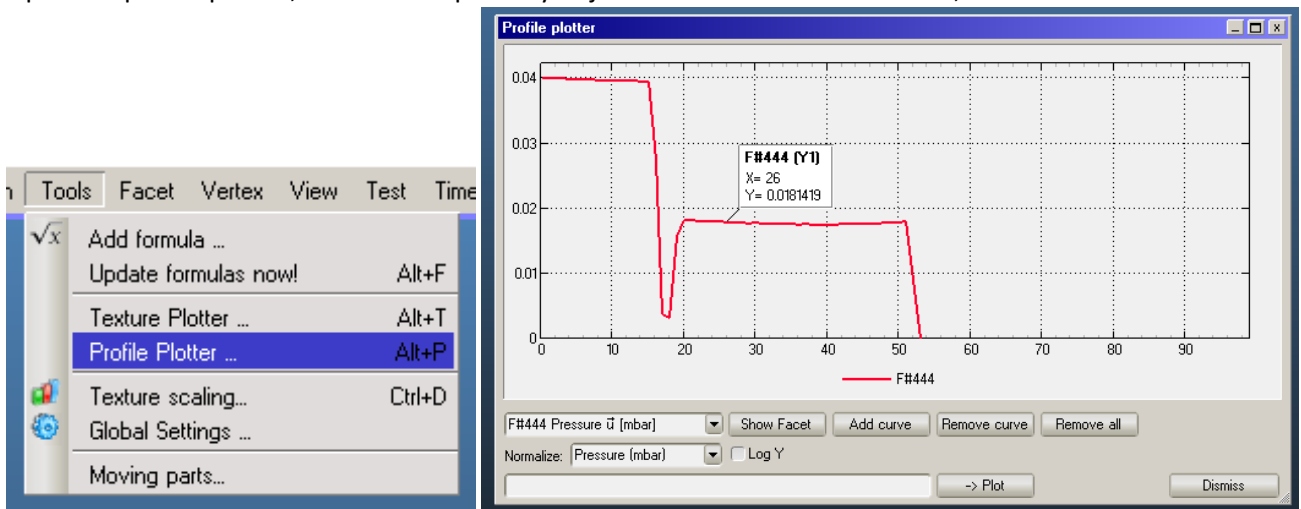 Tools Facet Vertex View Test Time
√x Add formula ...
Update formulas now! Alt+F
Texture Plotter ... Alt+T
Profile Plotter ... Alt+P
Texture scaling... Ctrl+D
Global Settings ...
Moving parts...
Profile plotter
0.04
0.03
0.02
0.01
0
0 10 20 30 40 50 60 70 80 90
F#444 (Y1)
X= 26
Y= 0.0181419
F#444
F#444 Pressure ū [mbar] Show Facet Add curve Remove curve Remove all
Normalize: Pressure (mbar) Log Y
-> Plot Dismiss